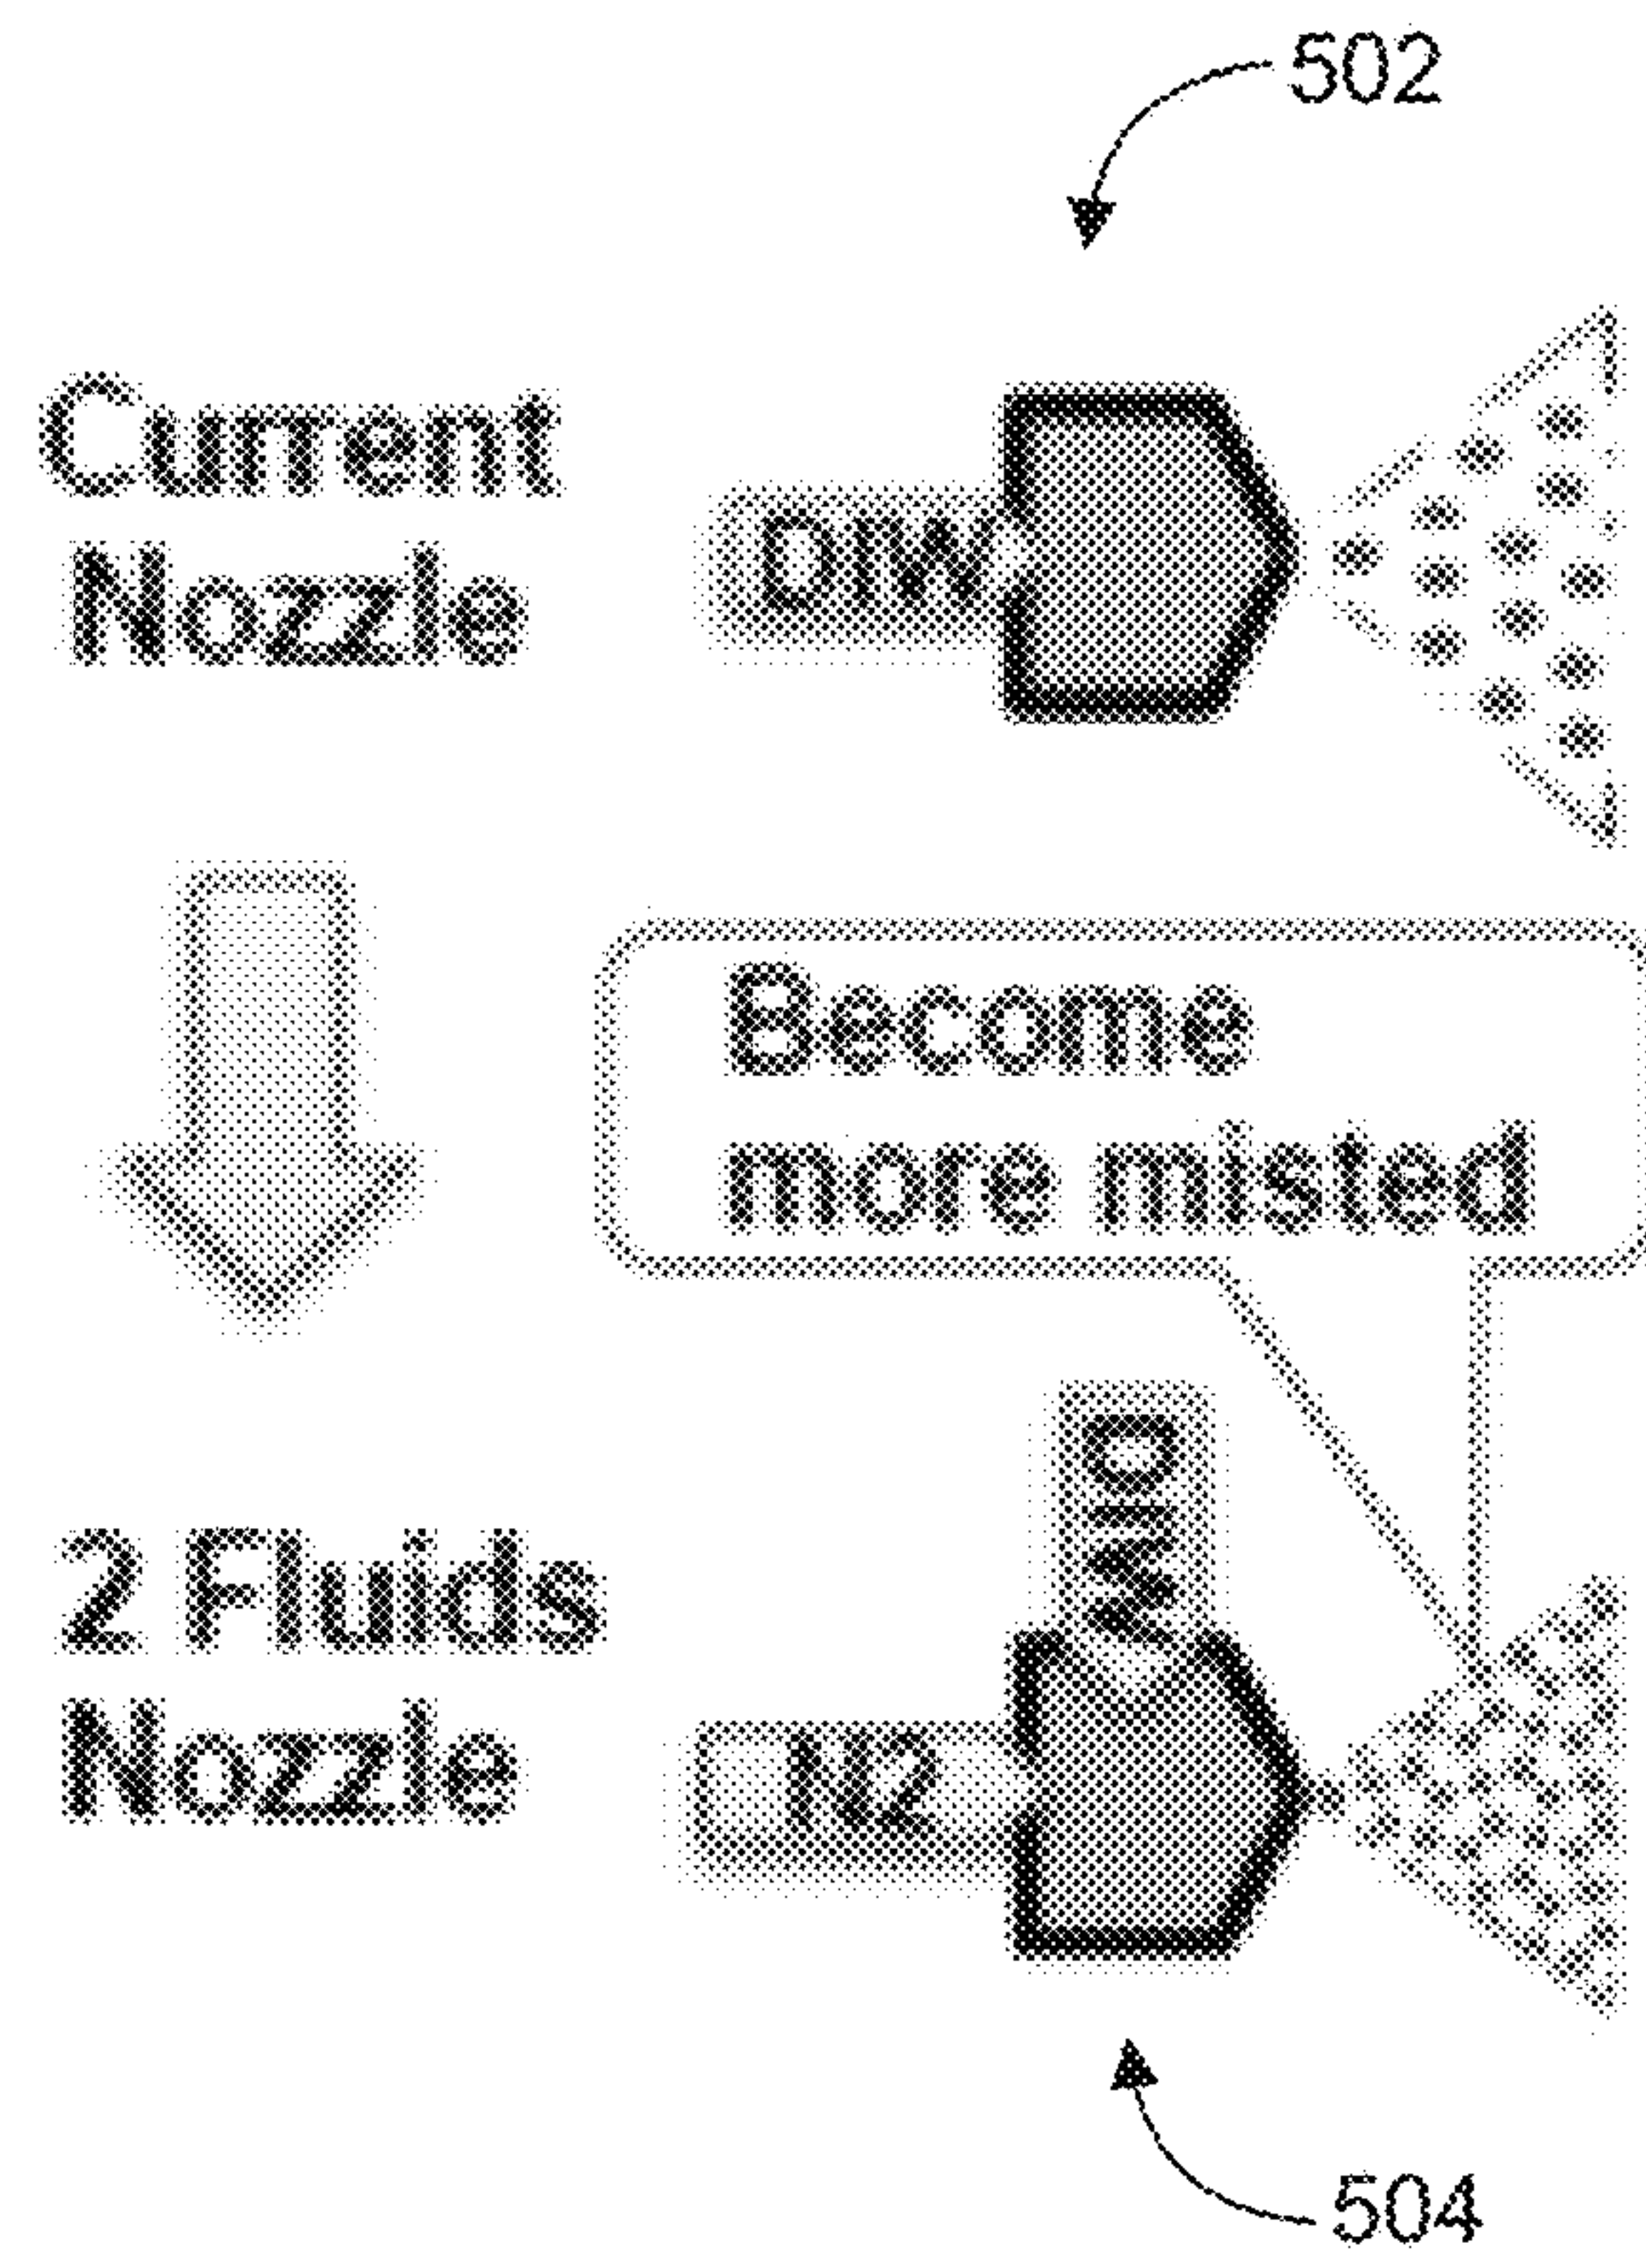 502
Current
Nozzle
DIW
Become
more misted
DIW
2 Fluids
Nozzle
N2
504